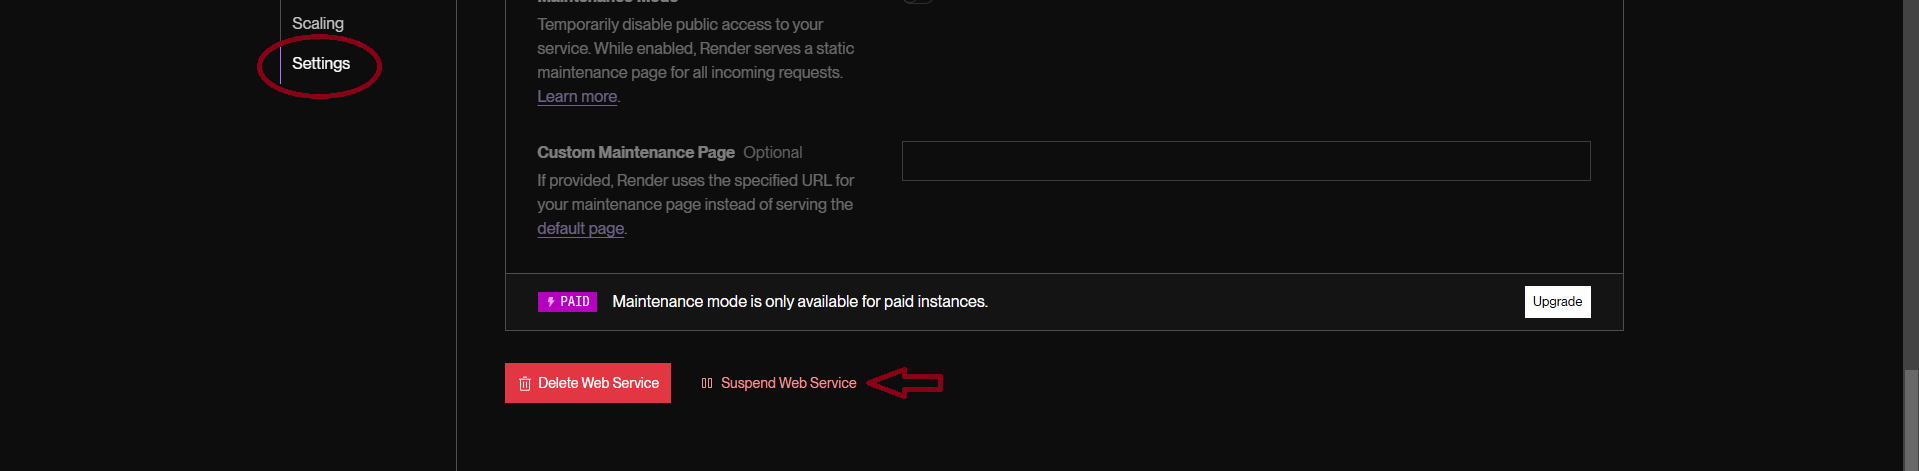 Scaling
Settings
Maintenance Mode
Temporarily disable public access to your
service. While enabled, Render serves a static
maintenance page for all incoming requests.
Learn more.
Custom Maintenance Page Optional
If provided, Render uses the specified URL for
your maintenance page instead of serving the
default page.
PAID Maintenance mode is only available for paid instances.
Upgrade
Delete Web Service
Suspend Web Service